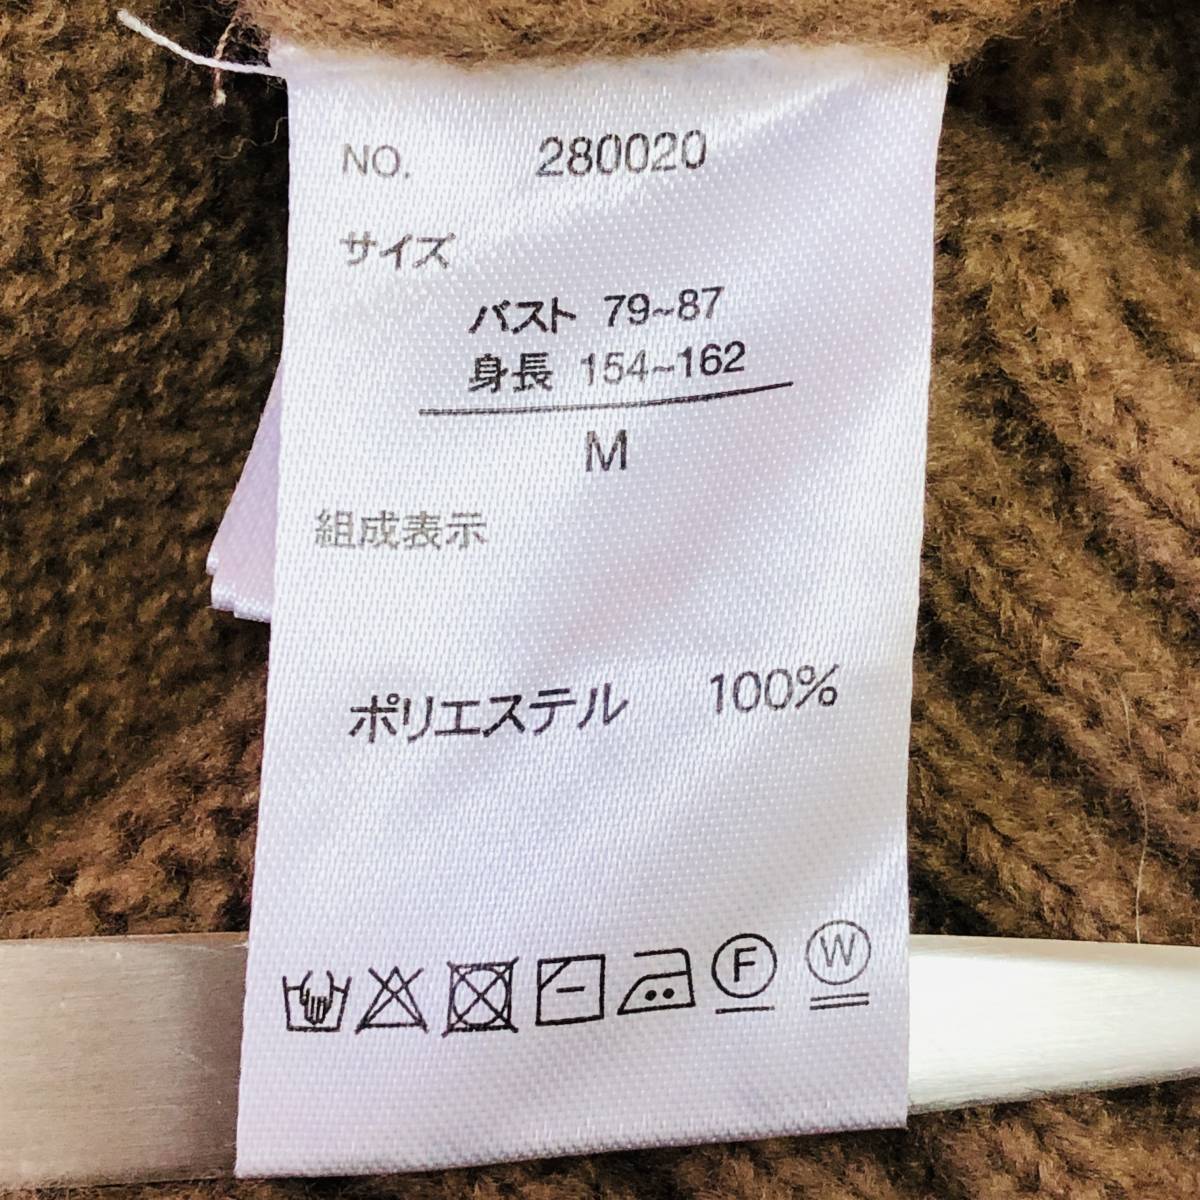 NO. 280020
サイズ
バスト 79~87
身長 154~162
M
組成表示
ポリエステル 100%
F W